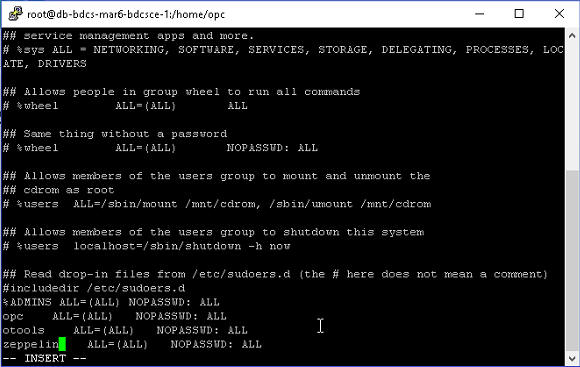 root@db-bdcs-mar6-bdcsce-1:/home/opc
## service management apps and more.
# %sys ALL = NETWORKING, SOFTWARE, SERVICES, STORAGE, DELEGATING, PROCESSES, LOC
ATE, DRIVERS
## Allows people in group wheel to run all commands
# %wheel        ALL=(ALL)       ALL
## Same thing without a password
# %wheel        ALL=(ALL)       NOPASSWD: ALL
## Allows members of the users group to mount and unmount the
## cdrom as root
# %users  ALL=/sbin/mount /mnt/cdrom, /sbin/umount /mnt/cdrom
## Allows members of the users group to shutdown this system
# %users  localhost=/sbin/shutdown -h now
## Read drop-in files from /etc/sudoers.d (the # here does not mean a comment)
#includedir /etc/sudoers.d
%ADMINS ALL=(ALL) NOPASSWD: ALL
opc    ALL=(ALL)   NOPASSWD: ALL
otools    ALL=(ALL)   NOPASSWD: ALL
zeppelin    ALL=(ALL)   NOPASSWD: ALL
-- INSERT --